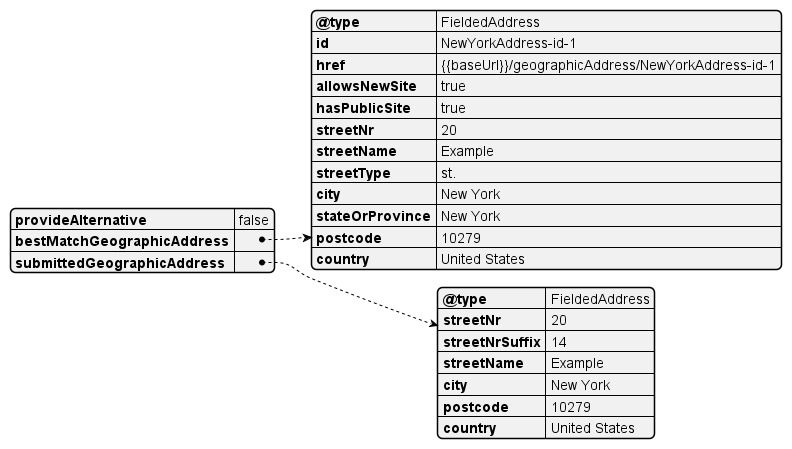 provideAlternative false
bestMatchGeographicAddress
submittedGeographicAddress
@type FieldedAddress
id NewYorkAddress-id-1
href {{baseUrl}}/geographicAddress/NewYorkAddress-id-1
allowsNewSite true
hasPublicSite true
streetNr 20
streetName Example
streetType st.
city New York
stateOrProvince New York
postcode 10279
country United States
@type FieldedAddress
streetNr 20
streetNrSuffix 14
streetName Example
city New York
postcode 10279
country United States